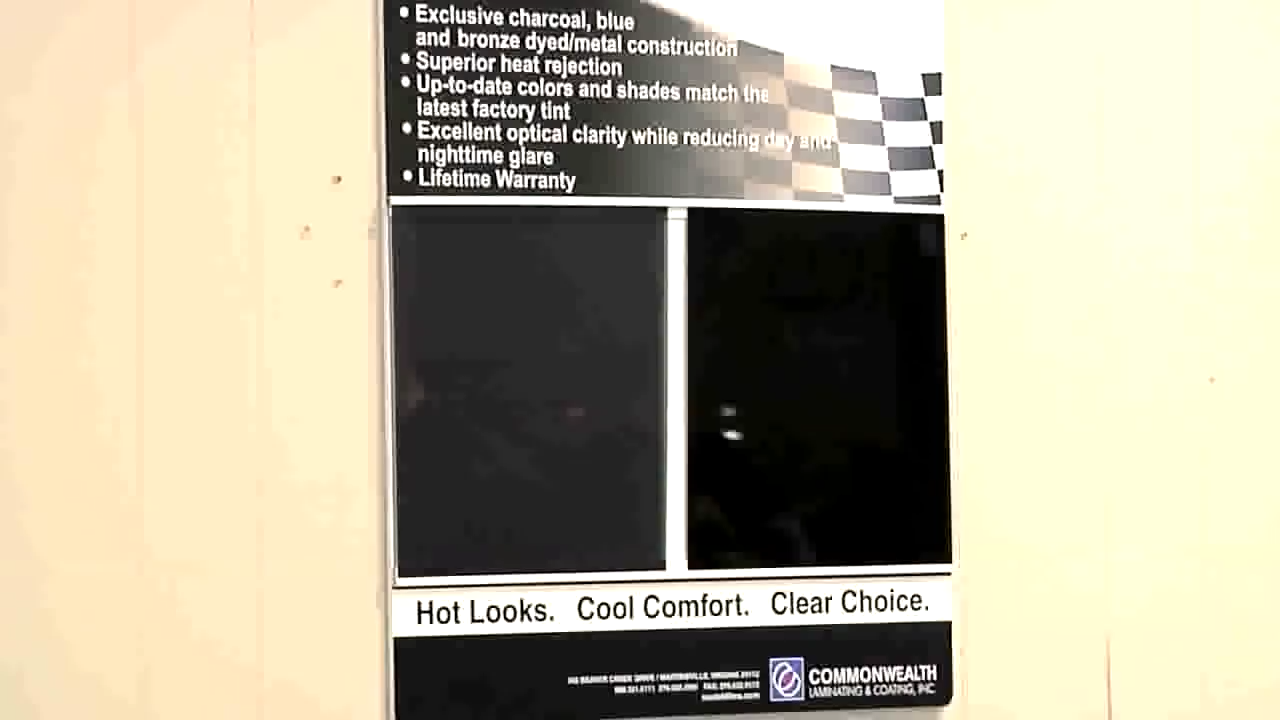 • Exclusive charcoal, blue
and bronze dyed/metal construction
• Superior heat rejection
• Up-to-date colors and shades match the
latest factory tint
• Excellent optical clarity while reducing day and
nighttime glare
• Lifetime Warranty
Hot Looks. Cool Comfort. Clear Choice.
COMMONWEALTH
LAMINATING & COATING, INC